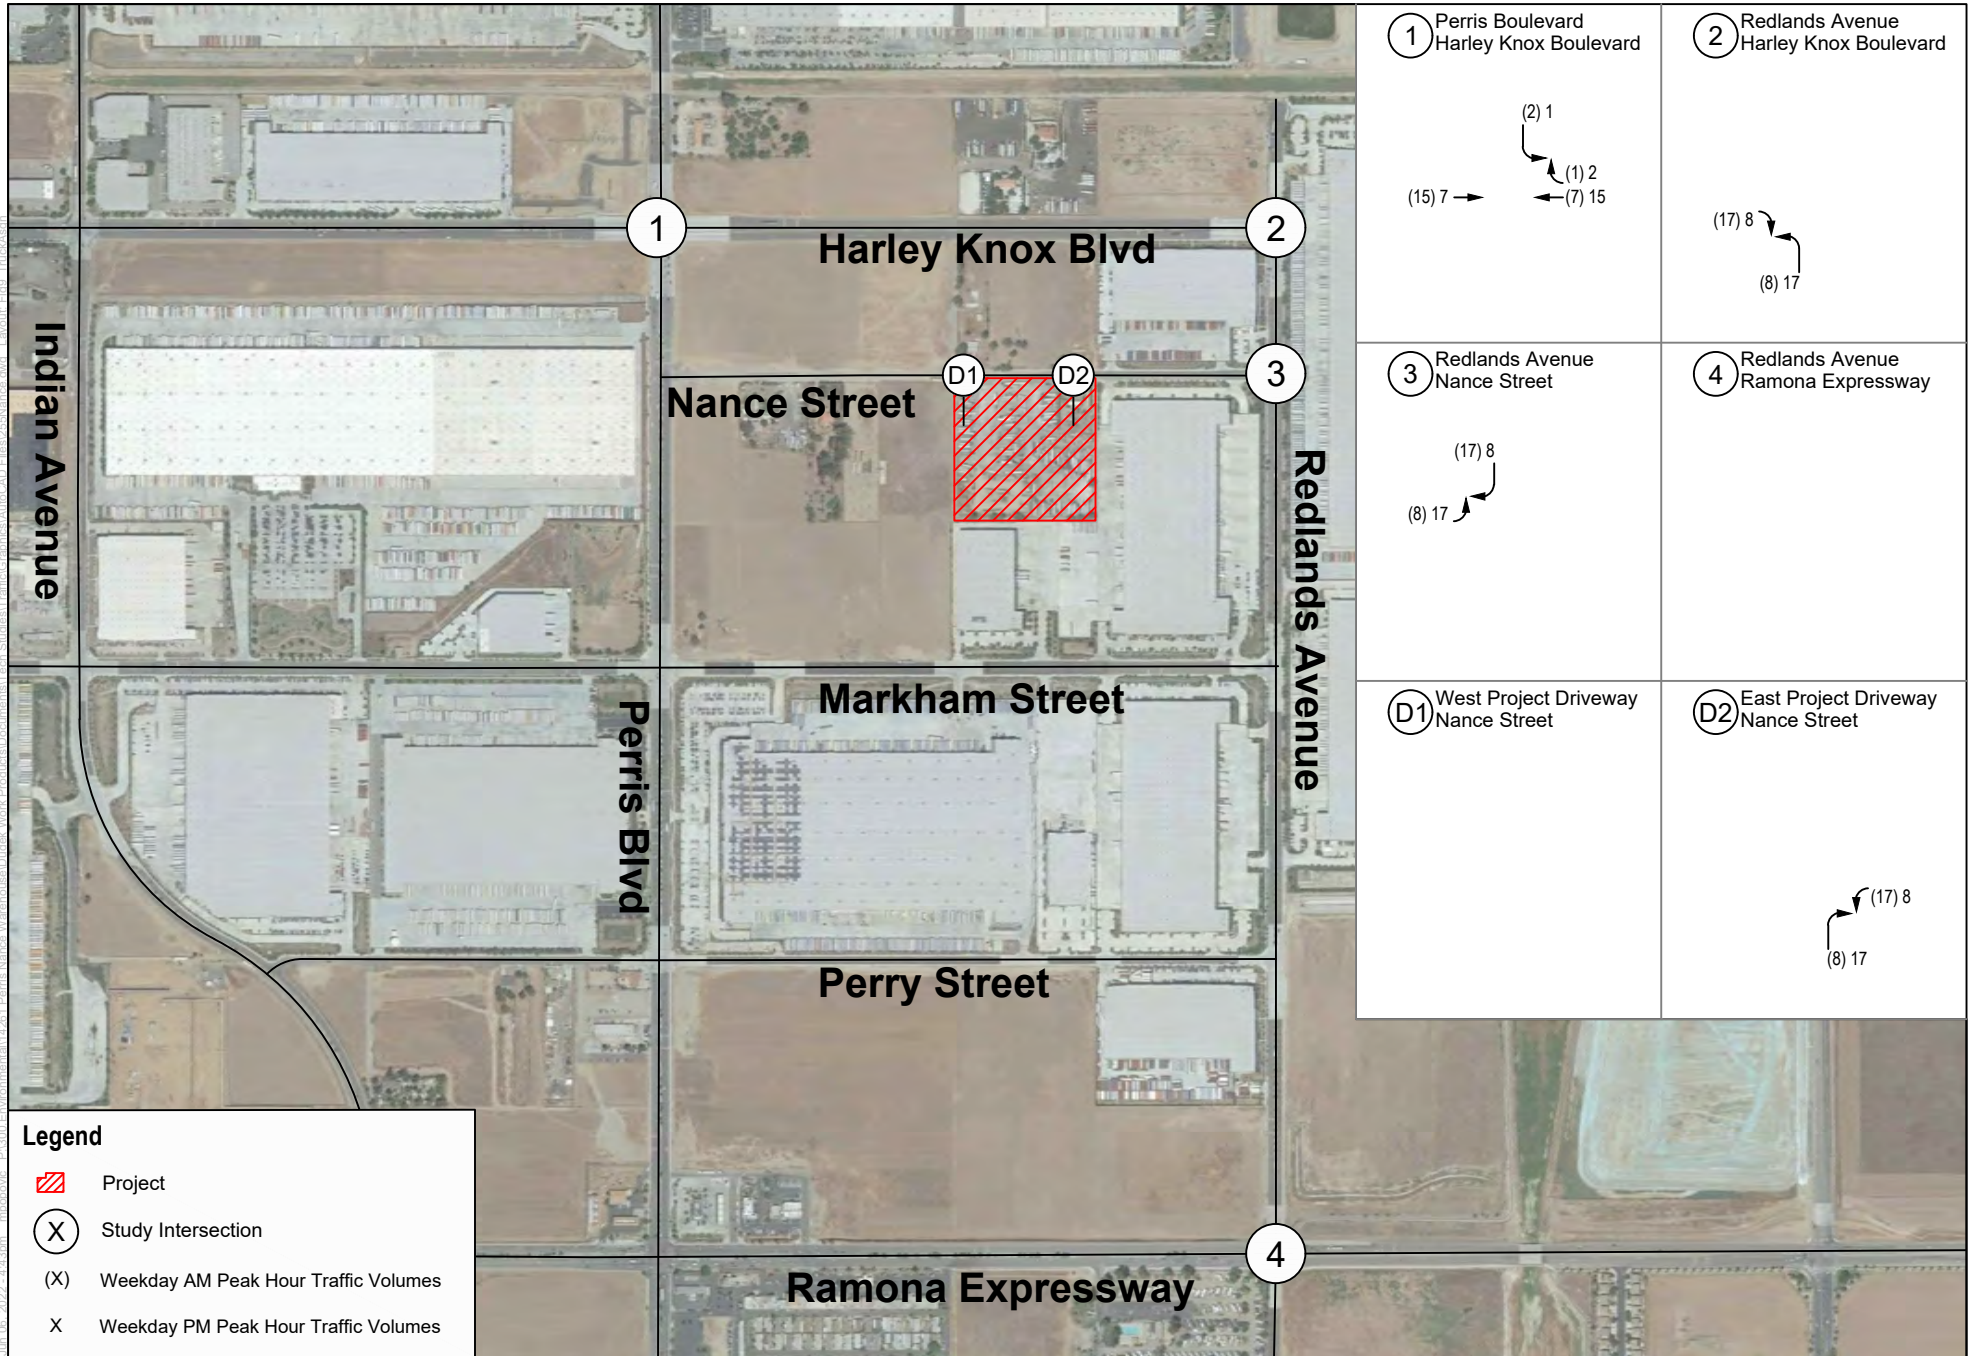 1 Perris Boulevard
Harley Knox Boulevard
(2) 1
(1) 2
(15) 7
(7) 15
2 Redlands Avenue
Harley Knox Boulevard
(17) 8
(8) 17
3 Redlands Avenue
Nance Street
(17) 8
(8) 17
4 Redlands Avenue
Ramona Expressway
D1 West Project Driveway
Nance Street
D2 East Project Driveway
Nance Street
(17) 8
(8) 17
1
2
Harley Knox Blvd
Indian Avenue
D1
D2
3
Nance Street
Redlands Avenue
Markham Street
Perris Blvd
Perry Street
4
Ramona Expressway
Legend
Project
X Study Intersection
(X) Weekday AM Peak Hour Traffic Volumes
X Weekday PM Peak Hour Traffic Volumes